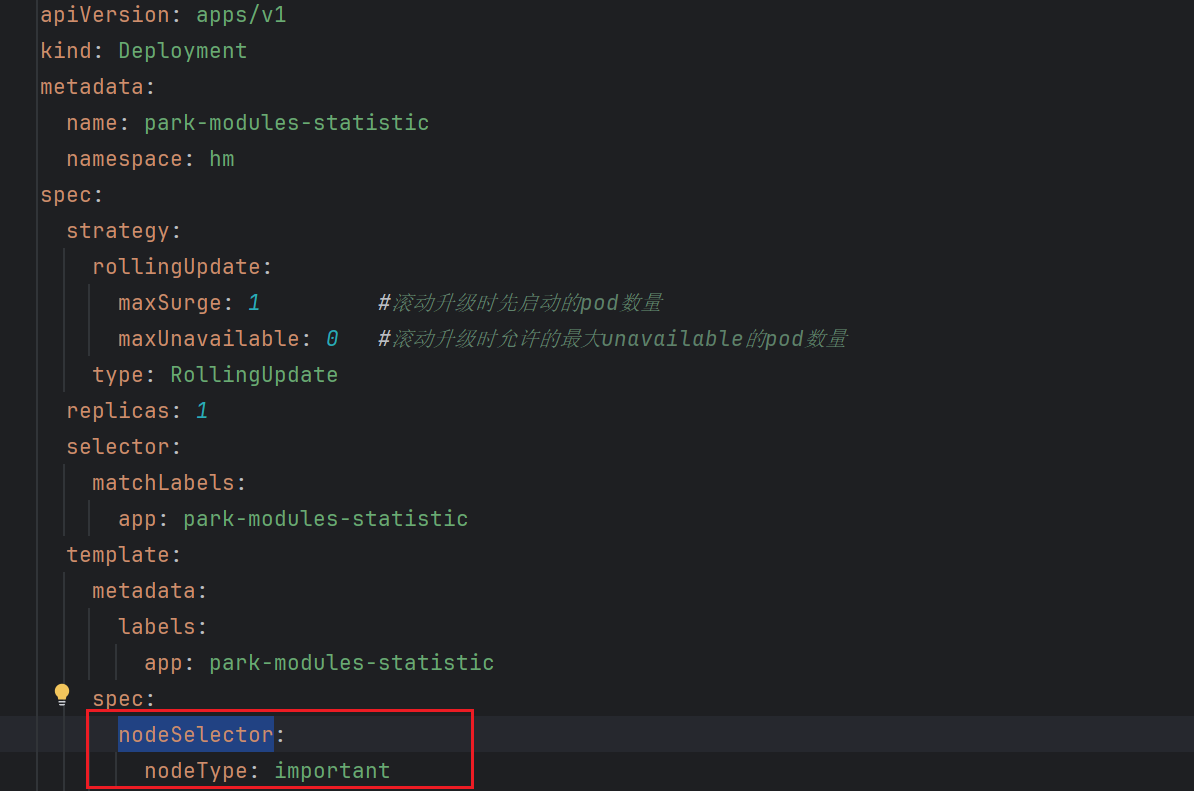 apiVersion: apps/v1
kind: Deployment
metadata:
  name: park-modules-statistic
  namespace: hm
spec:
  strategy:
    rollingUpdate:
      maxSurge: 1         #滚动升级时先启动的pod数量
      maxUnavailable: 0   #滚动升级时允许的最大unavailable的pod数量
    type: RollingUpdate
  replicas: 1
  selector:
    matchLabels:
      app: park-modules-statistic
  template:
    metadata:
      labels:
        app: park-modules-statistic
    spec:
      nodeSelector:
        nodeType: important